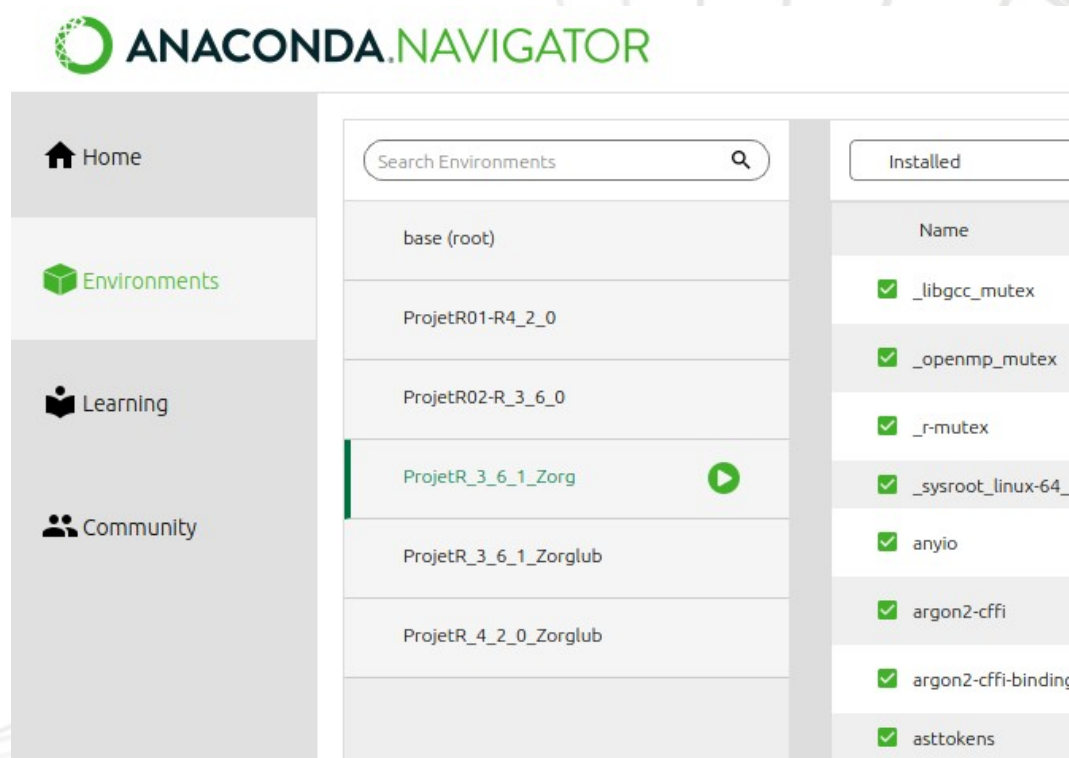 ANACONDA.NAVIGATOR
Home
Environments
Learning
Community
Search Environments
base (root)
ProjetR01-R4_2_0
ProjetR02-R_3_6_0
ProjetR_3_6_1_Zorg
ProjetR_3_6_1_Zorglub
ProjetR_4_2_0_Zorglub
Installed
Name
_libgcc_mutex
_openmp_mutex
_r-mutex
_sysroot_linux-64_
anyio
argon2-cffi
argon2-cffi-binding
asttokens